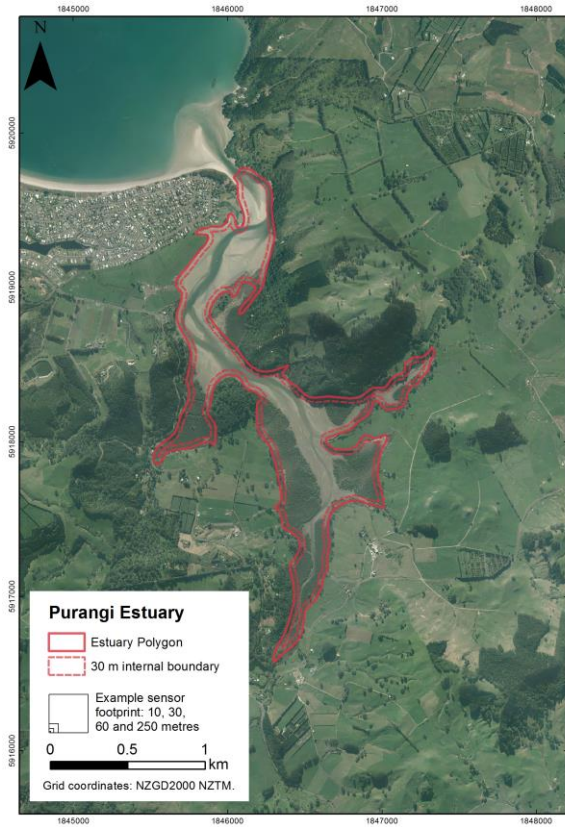 1845000
1846000
1847000
1848000
N
5920000
5919000
5918000
5917000
5916000
Purangi Estuary
Estuary Polygon
30 m internal boundary
Example sensor
footprint: 10, 30,
60 and 250 metres
0
0.5
1
km
Grid coordinates: NZGD2000 NZTM.
1845000
1846000
1847000
1848000